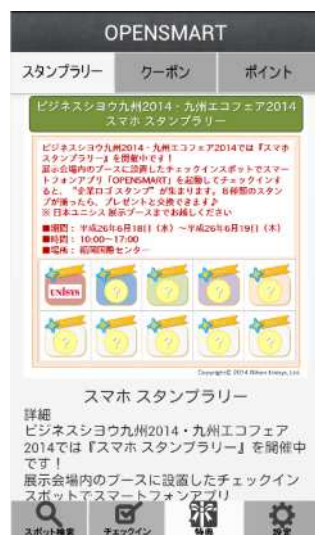 OPENSMART
スタンプラリー クーポン ポイント
ビジネスショウ九州2014・九州エコフェア2014
スマホ スタンプラリー
ビジネスショウ九州2014・九州エコフェア2014では『スマホ
スタンプラリー』を開催中です！
展示会場内のブースに設置したチェックインスポットでスマー
トフォンアプリ「OPENSMART」を起動してチェックインす
ると、“企業ロゴスタンプ”が集まります。8種類のスタン
プが揃ったら、プレゼントと交換できます♪
※ 日本ユニシス 展示ブースまでお越しください
■期間：平成26年6月18日（水）～平成26年6月19日（木）
■時間：10:00～17:00
■場所：福岡国際センター
UNISYS ? ? ? ?
? ? ? ? ?
Copyright© 2014 Nihon Unisys, Ltd.
スマホ スタンプラリー
詳細
ビジネスショウ九州2014・九州エコフェア
2014では『スマホ スタンプラリー』を開催中
です！
展示会場内のブースに設置したチェックイン
スポットでスマートフォンアプリ
スポット検索 チェックイン 特典 設定